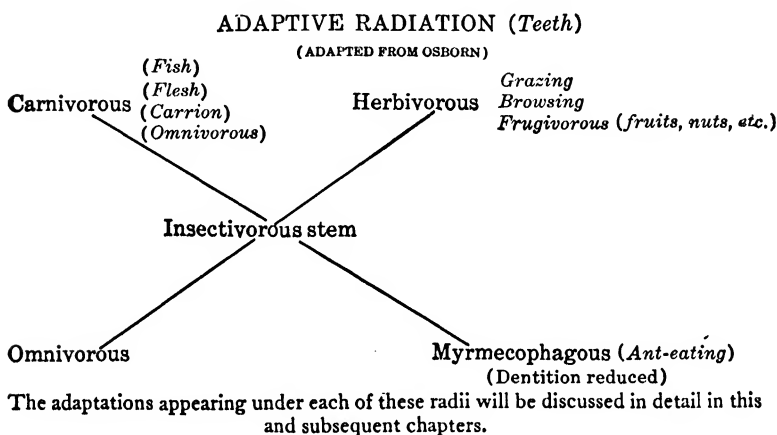 ADAPTIVE RADIATION (Teeth)
(ADAPTED FROM OSBORN)
Carnivorous
(Fish)
(Flesh)
(Carrion)
(Omnivorous)
Herbivorous
Grazing
Browsing
Frugivorous (fruits, nuts, etc.)
Insectivorous stem
Omnivorous
Myrmecophagous (Ant-eating)
(Dentition reduced)
The adaptations appearing under each of these radii will be discussed in detail in this
and subsequent chapters.